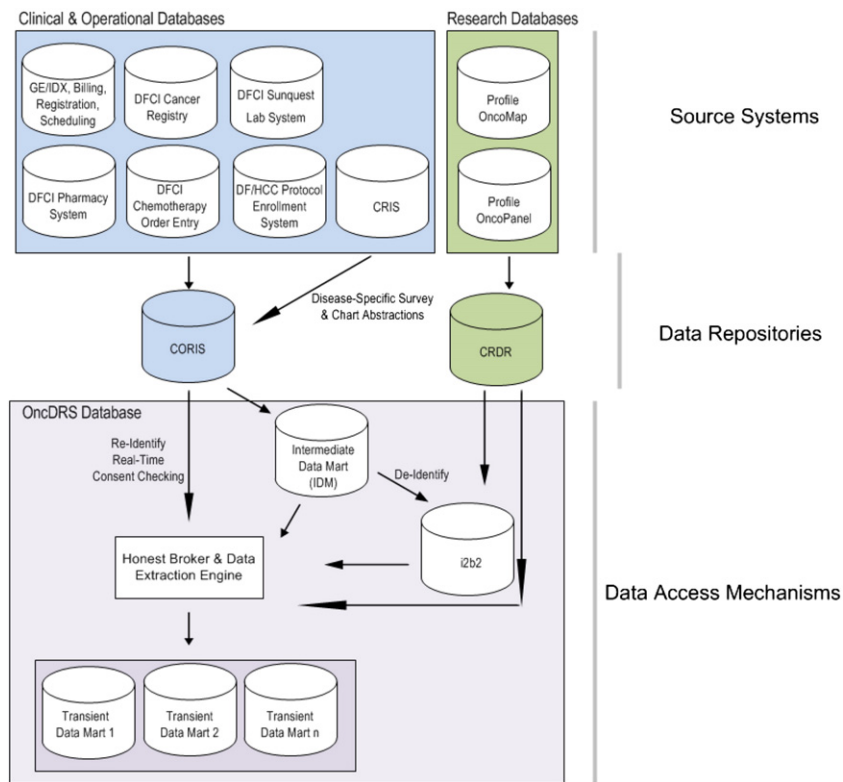 Clinical & Operational Databases
Research Databases
GE/IDX, Billing,
Registration,
Scheduling
DFCI Cancer
Registry
DFCI Sunquest
Lab System
Profile
OncoMap
Source Systems
DFCI Pharmacy
System
DFCI
Chemotherapy
Order Entry
DF/HCC Protocol
Enrollment
System
CRIS
Profile
OncoPanel
Disease-Specific Survey
& Chart Abstractions
CORIS
CRDR
Data Repositories
OncDRS Database
Re-Identify
Real-Time
Consent Checking
Intermediate
Data Mart
(IDM)
De-Identify
Honest Broker & Data
Extraction Engine
i2b2
Data Access Mechanisms
Transient
Data Mart 1
Transient
Data Mart 2
Transient
Data Mart n